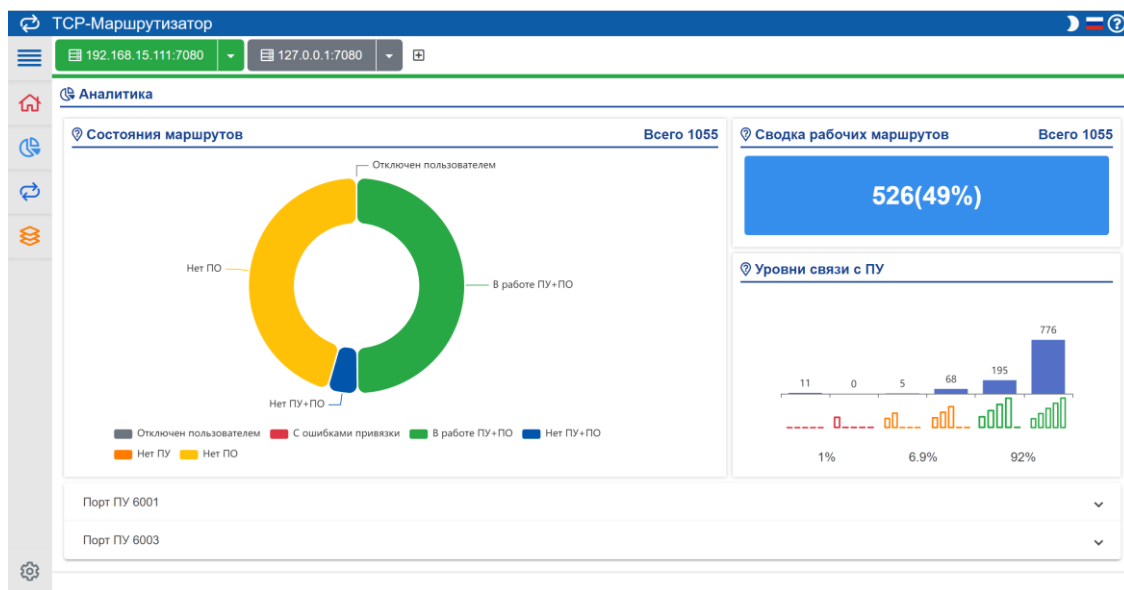 TCP-Маршрутизатор
192.168.15.111:7080 127.0.0.1:7080
Аналитика
Состояния маршрутов Всего 1055
Отключен пользователем
Нет ПО
В работе ПУ+ПО
Нет ПУ+ПО
Отключен пользователем С ошибками привязки В работе ПУ+ПО Нет ПУ+ПО
Нет ПУ Нет ПО
Сводка рабочих маршрутов Всего 1055
526(49%)
Уровни связи с ПУ
11 0 5 68 195 776
1% 6.9% 92%
Порт ПУ 6001
Порт ПУ 6003